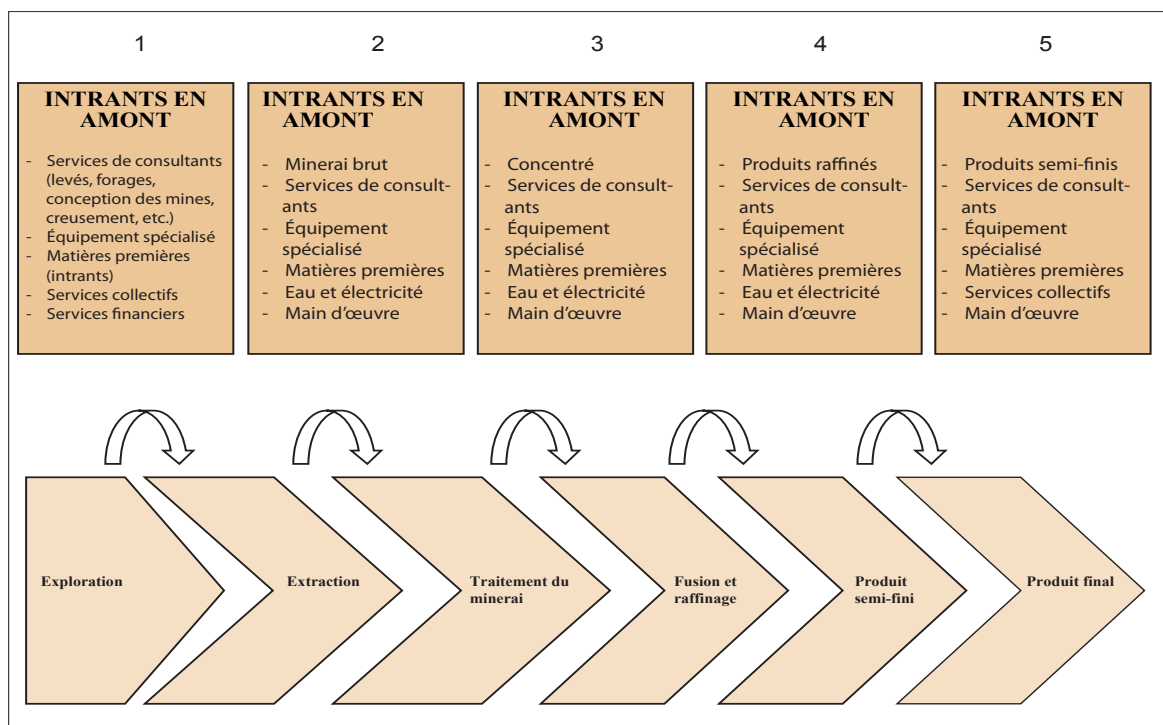 1
2
3
4
5
INTRANTS EN
AMONT
- Services de consultants
(levés, forages,
conception des mines,
creusement, etc.)
- Équipement spécialisé
- Matières premières
(intrants)
- Services collectifs
- Services financiers
INTRANTS EN
AMONT
- Minerai brut
- Services de consult-
ants
- Équipement
spécialisé
- Matières premières
- Eau et électricité
- Main d'œuvre
INTRANTS EN
AMONT
- Concentré
- Services de consult-
ants
- Équipement
spécialisé
- Matières premières
- Eau et électricité
- Main d'œuvre
INTRANTS EN
AMONT
- Produits raffinés
- Services de consult-
ants
- Équipement
spécialisé
- Matières premières
- Eau et électricité
- Main d'œuvre
INTRANTS EN
AMONT
- Produits semi-finis
- Services de consult-
ants
- Équipement
spécialisé
- Matières premières
- Services collectifs
- Main d'œuvre
Exploration
Extraction
Traitement du
minerai
Fusion et
raffinage
Produit
semi-fini
Produit final